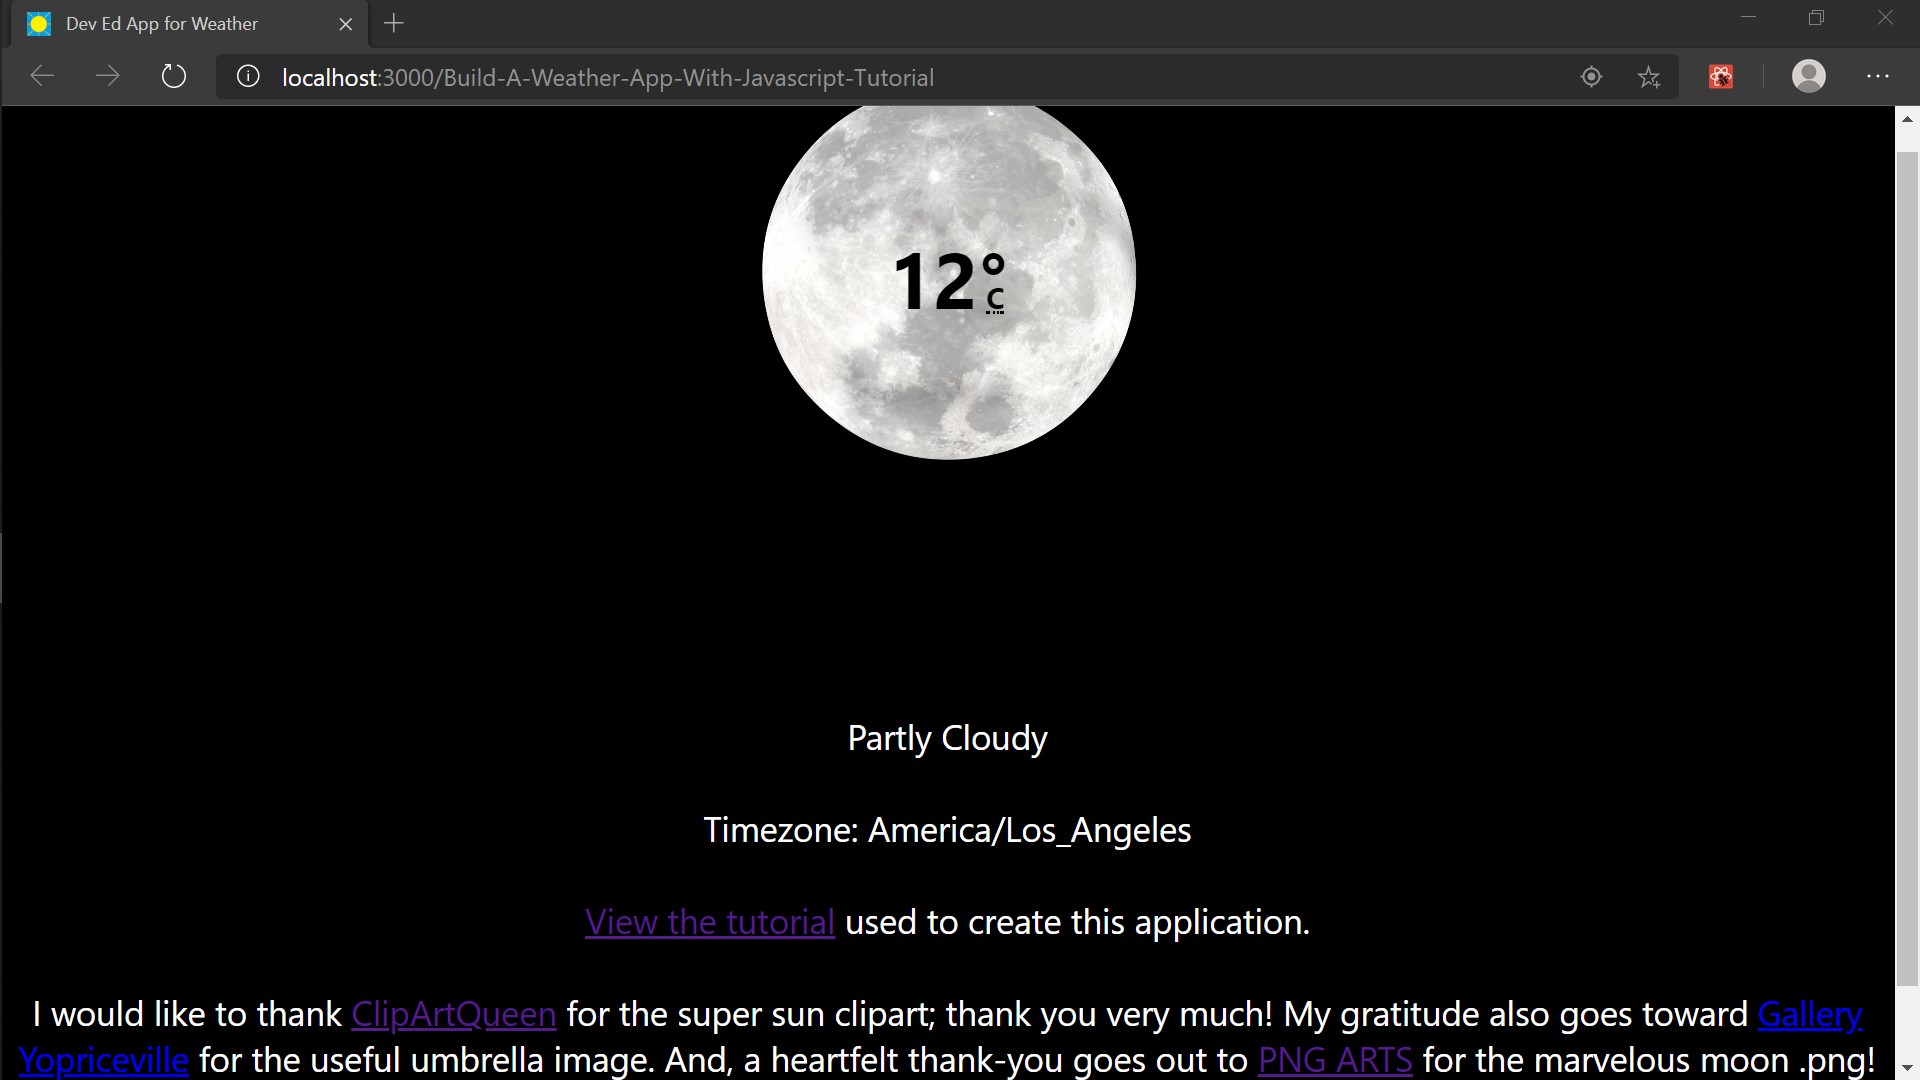 Dev Ed App for Weather
localhost:3000/Build-A-Weather-App-With-Javascript-Tutorial
12°
C
Partly Cloudy
Timezone: America/Los_Angeles
View the tutorial used to create this application.
I would like to thank ClipArtQueen for the super sun clipart; thank you very much! My gratitude also goes toward Gallery
Yopriceville for the useful umbrella image. And, a heartfelt thank-you goes out to PNG ARTS for the marvelous moon .png!